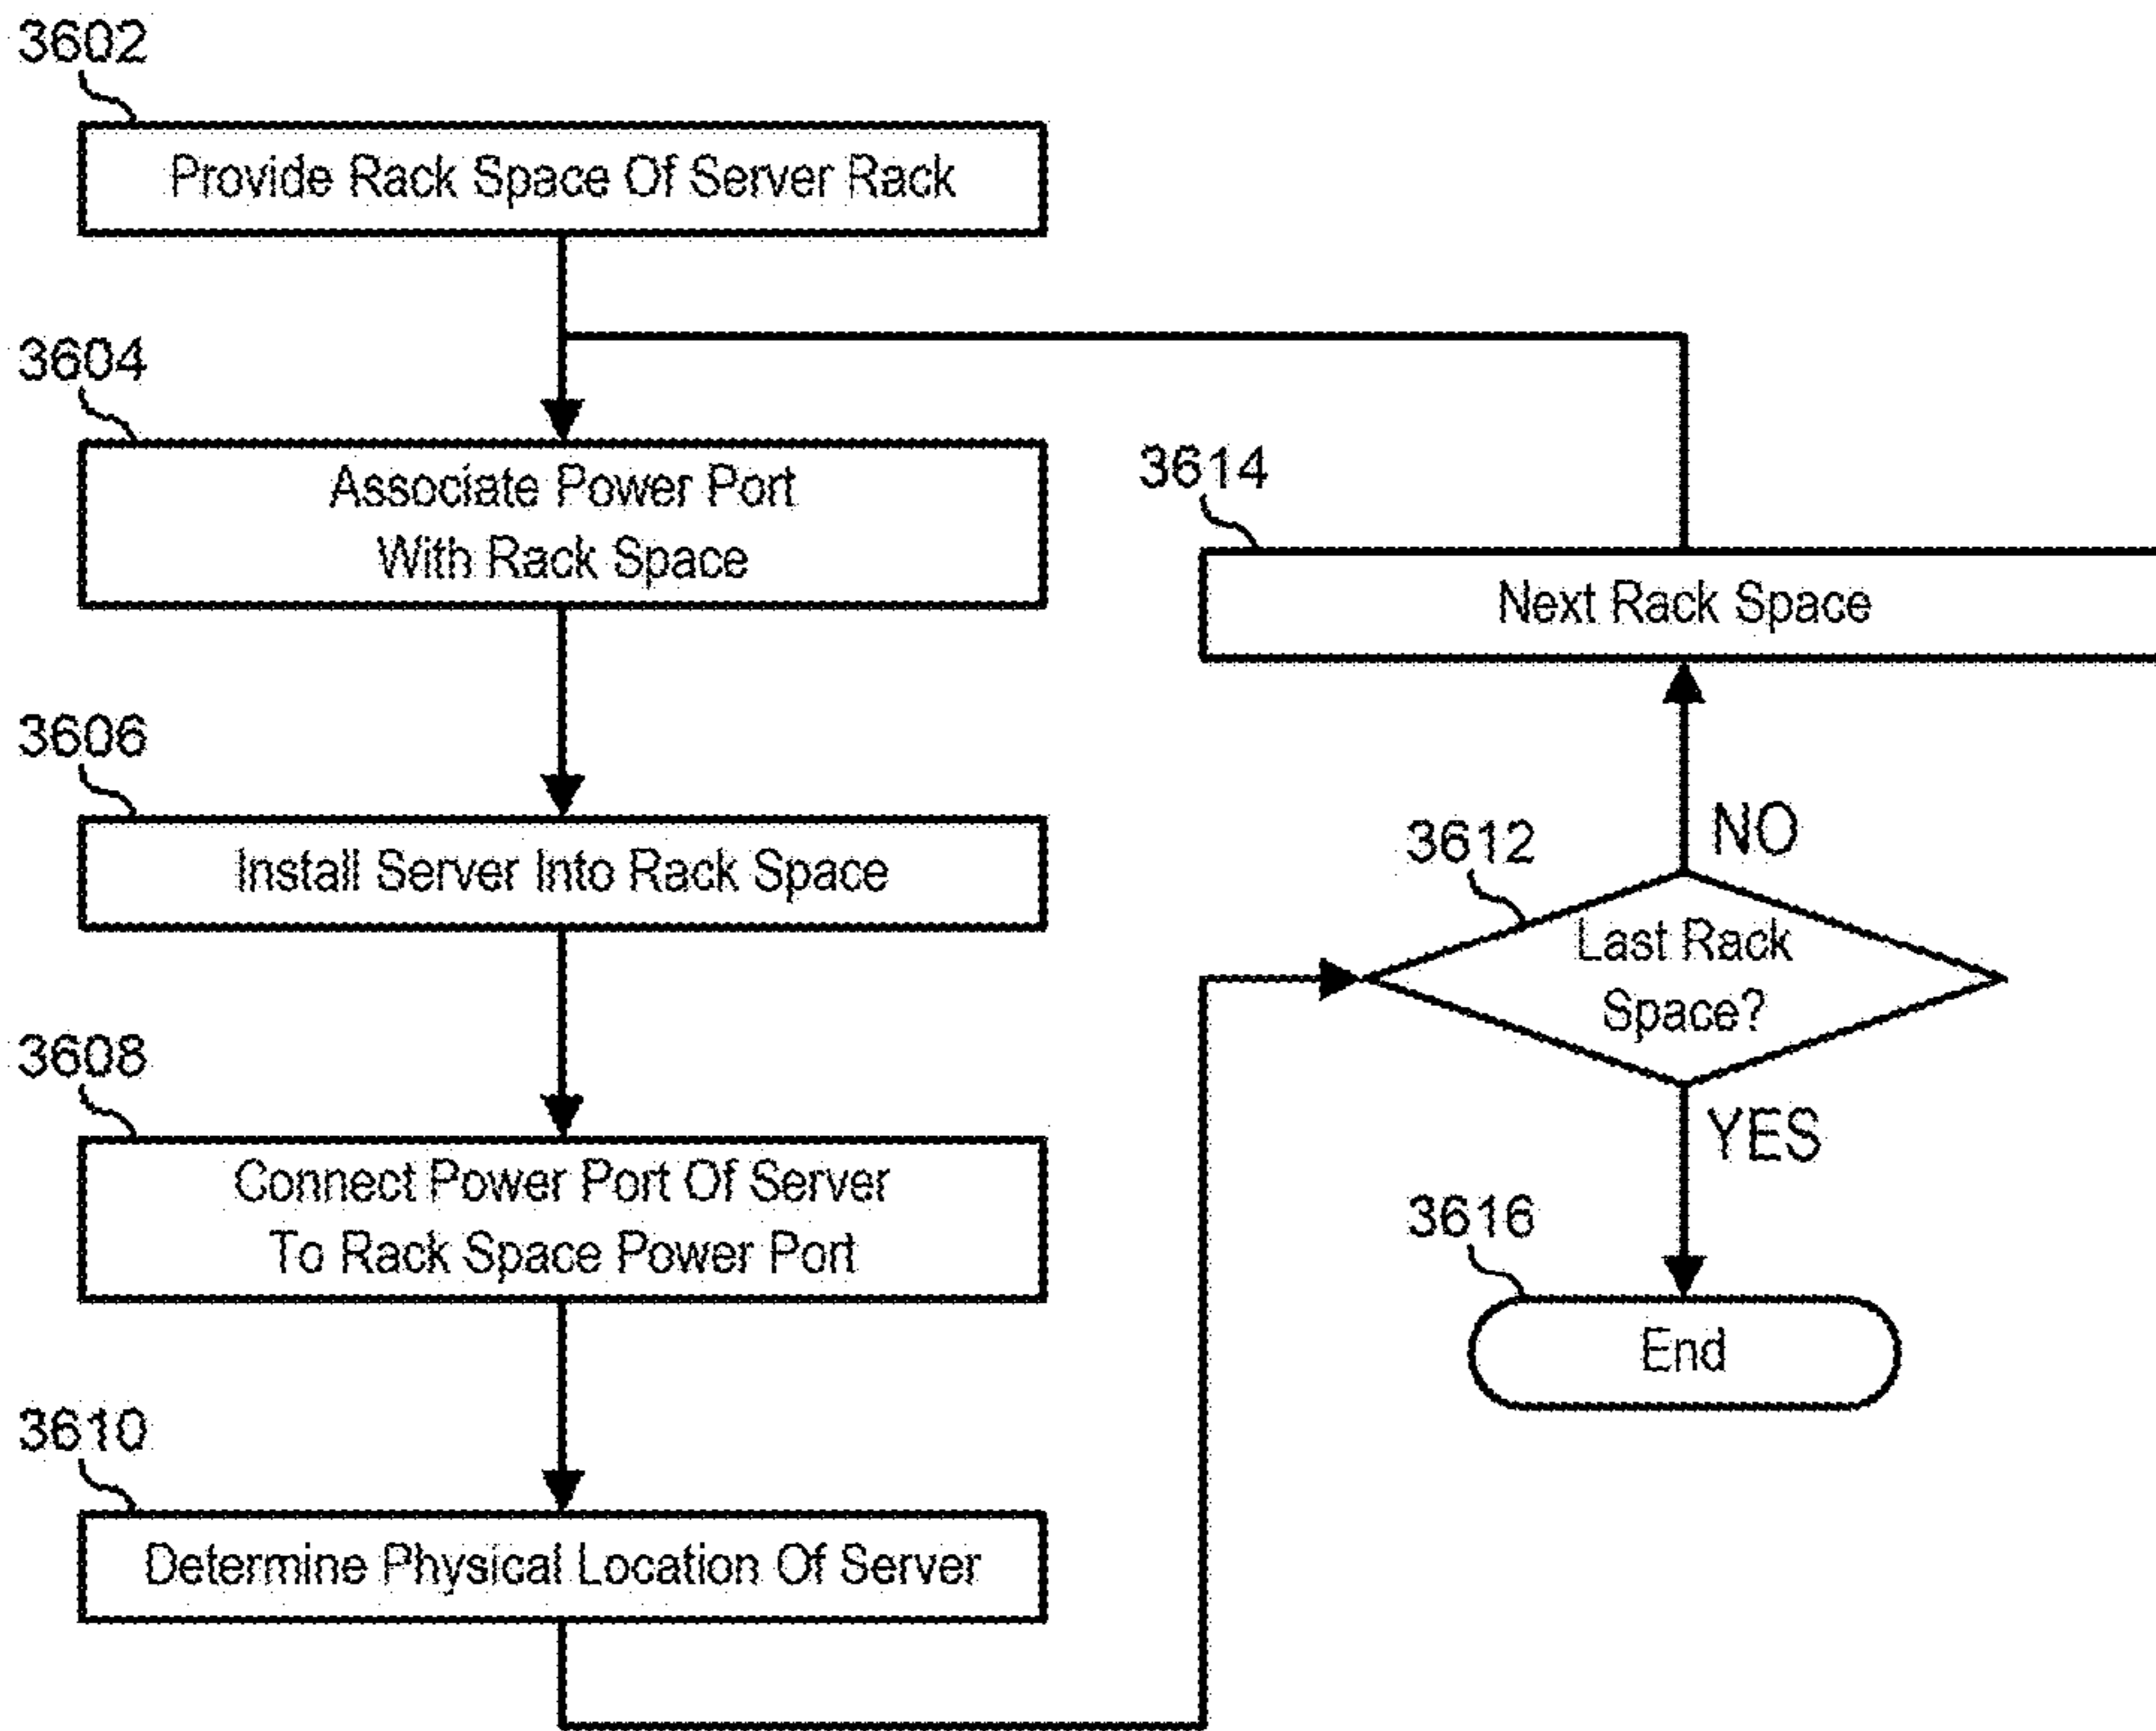 3602
Provide Rack Space Of Server Rack
3604
Associate Power Port
With Rack Space
3606
Install Server Into Rack Space
3608
Connect Power Port Of Server
To Rack Space Power Port
3610
Determine Physical Location Of Server
3614
Next Rack Space
NO
3612
Last Rack
Space?
YES
3616
End